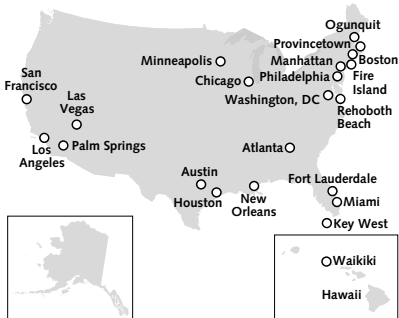 Ogunquit
Provincetown
Minneapolis
Manhattan
Boston
San
Francisco
Chicago
Philadelphia
Fire
Island
Las
Vegas
Washington, DC
Rehoboth
Beach
Los
Angeles
Palm Springs
Atlanta
Austin
Fort Lauderdale
Houston
New
Orleans
Miami
Key West
Waikiki
Hawaii